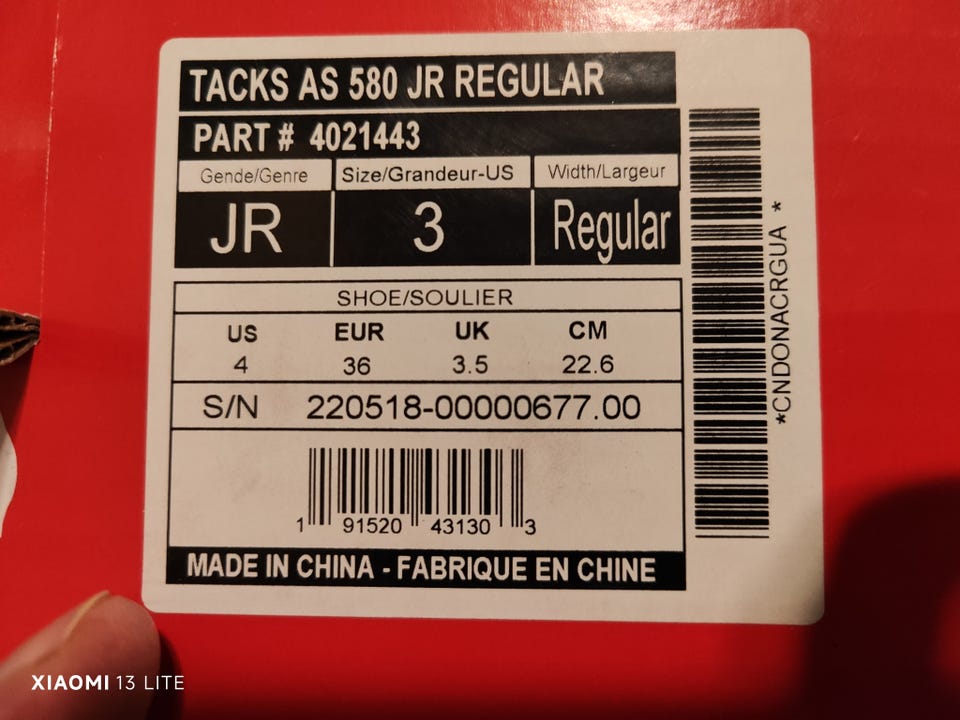 TACKS AS 580 JR REGULAR
PART # 4021443
Gende/Genre Size/Grandeur-US Width/Largeur
JR 3 Regular
SHOE/SOULIER
US EUR UK CM
4 36 3.5 22.6
S/N 220518-00000677.00
1 91520 43130 3
MADE IN CHINA - FABRIQUE EN CHINE
*CNDONACRGUA *
XIAOMI 13 LITE